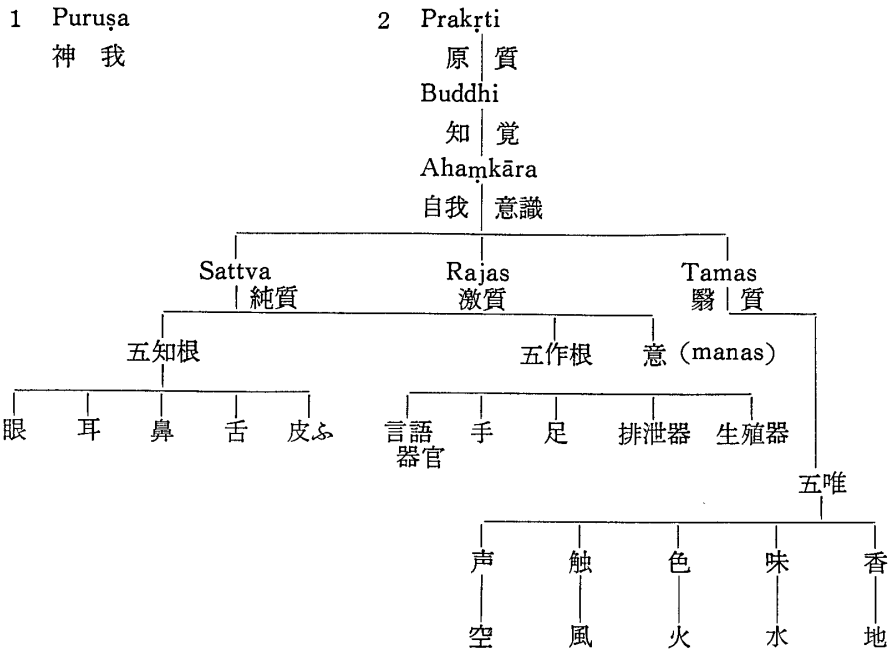 1 Puruṣa 2 Prakṛti
神 我 原 質
Buddhi
知 覚
Ahaṃkāra
自我 意識
Sattva Rajas Tamas
純質 激質 翳 質
五知根 五作根 意 (manas)
眼 耳 鼻 舌 皮ふ 言語 手 足 排泄器 生殖器
器官
五唯
声 触 色 味 香
空 風 火 水 地